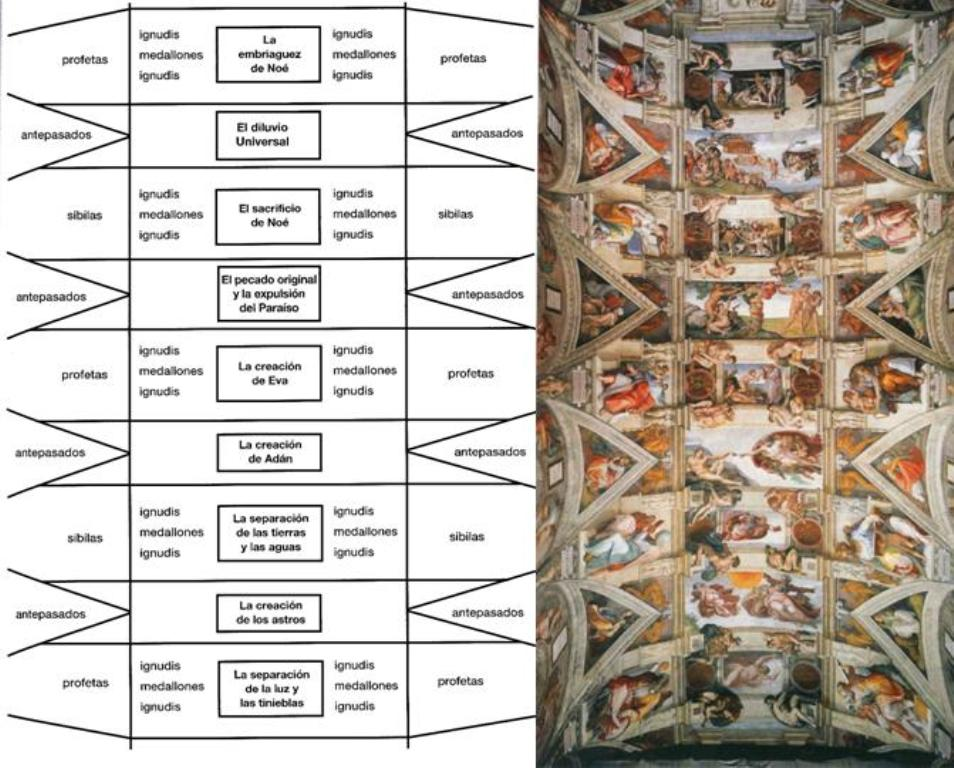 profetas
ignudis
medallones
ignudis
La
embriaguez
de Noé
ignudis
medallones
ignudis
profetas
antepasados
El diluvio
Universal
antepasados
sibilas
ignudis
medallones
ignudis
El sacrificio
de Noé
ignudis
medallones
ignudis
sibilas
antepasados
El pecado original
y la expulsión
del Paraíso
antepasados
profetas
ignudis
medallones
ignudis
La creación
de Eva
ignudis
medallones
ignudis
profetas
antepasados
La creación
de Adán
antepasados
sibilas
ignudis
medallones
ignudis
La separación
de las tierras
y las aguas
ignudis
medallones
ignudis
sibilas
antepasados
La creación
de los astros
antepasados
profetas
ignudis
medallones
ignudis
La separación
de la luz y
las tinieblas
ignudis
medallones
ignudis
profetas